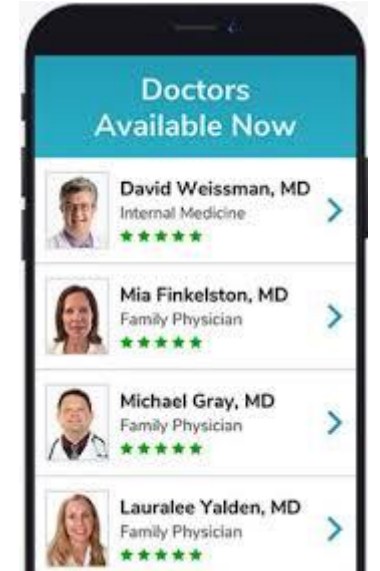 Doctors
Available Now
David Weissman, MD
Internal Medicine
Mia Finkelston, MD
Family Physician
Michael Gray, MD
Family Physician
Lauralee Yalden, MD
Family Physician